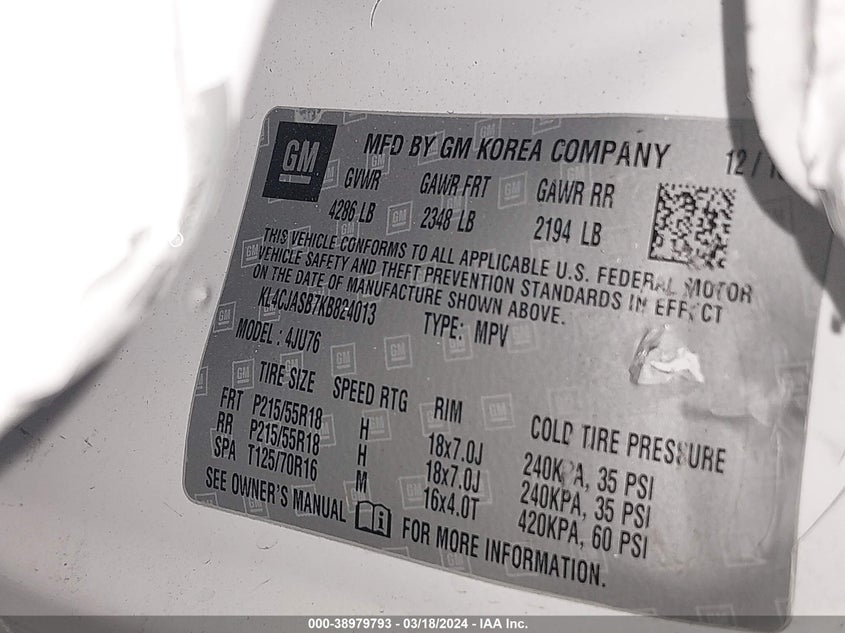 GM
MFD BY GM KOREA COMPANY
12 / 1
GVWR GAWR FRT GAWR RR
4286 LB 2348 LB 2194 LB
THIS VEHICLE CONFORMS TO ALL APPLICABLE U.S. FEDERAL MOTOR
VEHICLE SAFETY AND THEFT PREVENTION STANDARDS IN EFFECT
ON THE DATE OF MANUFACTURE SHOWN ABOVE.
KL4CJASB7KB824013 TYPE: MPV
MODEL: 4JU76
TIRE SIZE SPEED RTG RIM COLD TIRE PRESSURE
FRT P215/55R18 H 18x7.0J 240KPA, 35 PSI
RR P215/55R18 H 18x7.0J 240KPA, 35 PSI
SPA T125/70R16 M 16x4.0T 420KPA, 60 PSI
SEE OWNER'S MANUAL FOR MORE INFORMATION.
000-38979793 - 03/18/2024 - IAA Inc.